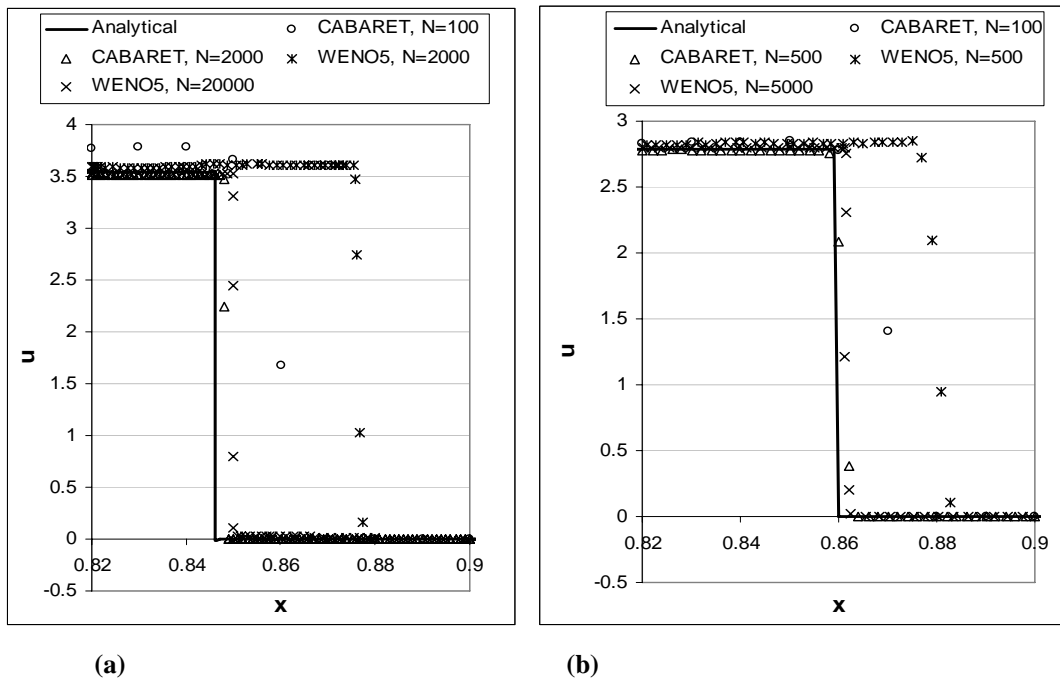 Analytical
CABARET, N=100
CABARET, N=2000
WENO5, N=2000
WENO5, N=20000
4
3.5
3
2.5
2
1.5
1
0.5
0
-0.5
u
0.82 0.84 0.86 0.88 0.9
x
(a)
Analytical
CABARET, N=100
CABARET, N=500
WENO5, N=500
WENO5, N=5000
3
2.5
2
1.5
1
0.5
0
-0.5
u
0.82 0.84 0.86 0.88 0.9
x
(b)